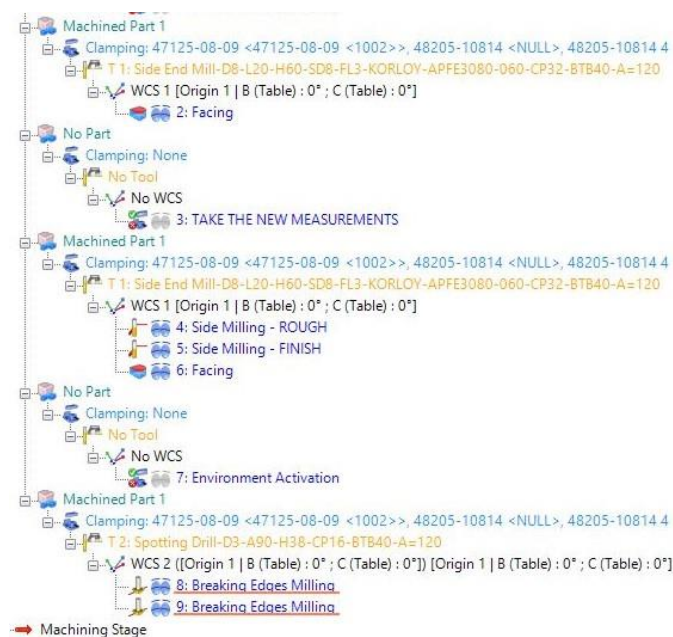 Machined Part 1
Clamping: 47125-08-09 <47125-08-09 <1002>>, 48205-10814 <NULL>, 48205-10814 4
T 1: Side End Mill-D8-L20-H60-SD8-FL3-KORLOY-APFE3080-060-CP32-BTB40-A=120
WCS 1 [Origin 1 | B (Table) : 0° ; C (Table) : 0°]
2: Facing
No Part
Clamping: None
No Tool
No WCS
3: TAKE THE NEW MEASUREMENTS
Machined Part 1
Clamping: 47125-08-09 <47125-08-09 <1002>>, 48205-10814 <NULL>, 48205-10814 4
T 1: Side End Mill-D8-L20-H60-SD8-FL3-KORLOY-APFE3080-060-CP32-BTB40-A=120
WCS 1 [Origin 1 | B (Table) : 0° ; C (Table) : 0°]
4: Side Milling - ROUGH
5: Side Milling - FINISH
6: Facing
No Part
Clamping: None
No Tool
No WCS
7: Environment Activation
Machined Part 1
Clamping: 47125-08-09 <47125-08-09 <1002>>, 48205-10814 <NULL>, 48205-10814 4
T 2: Spotting Drill-D3-A90-H38-CP16-BTB40-A=120
WCS 2 ([Origin 1 | B (Table) : 0° ; C (Table) : 0°]) [Origin 1 | B (Table) : 0° ; C (Table) : 0°]
8: Breaking Edges Milling
9: Breaking Edges Milling
Machining Stage